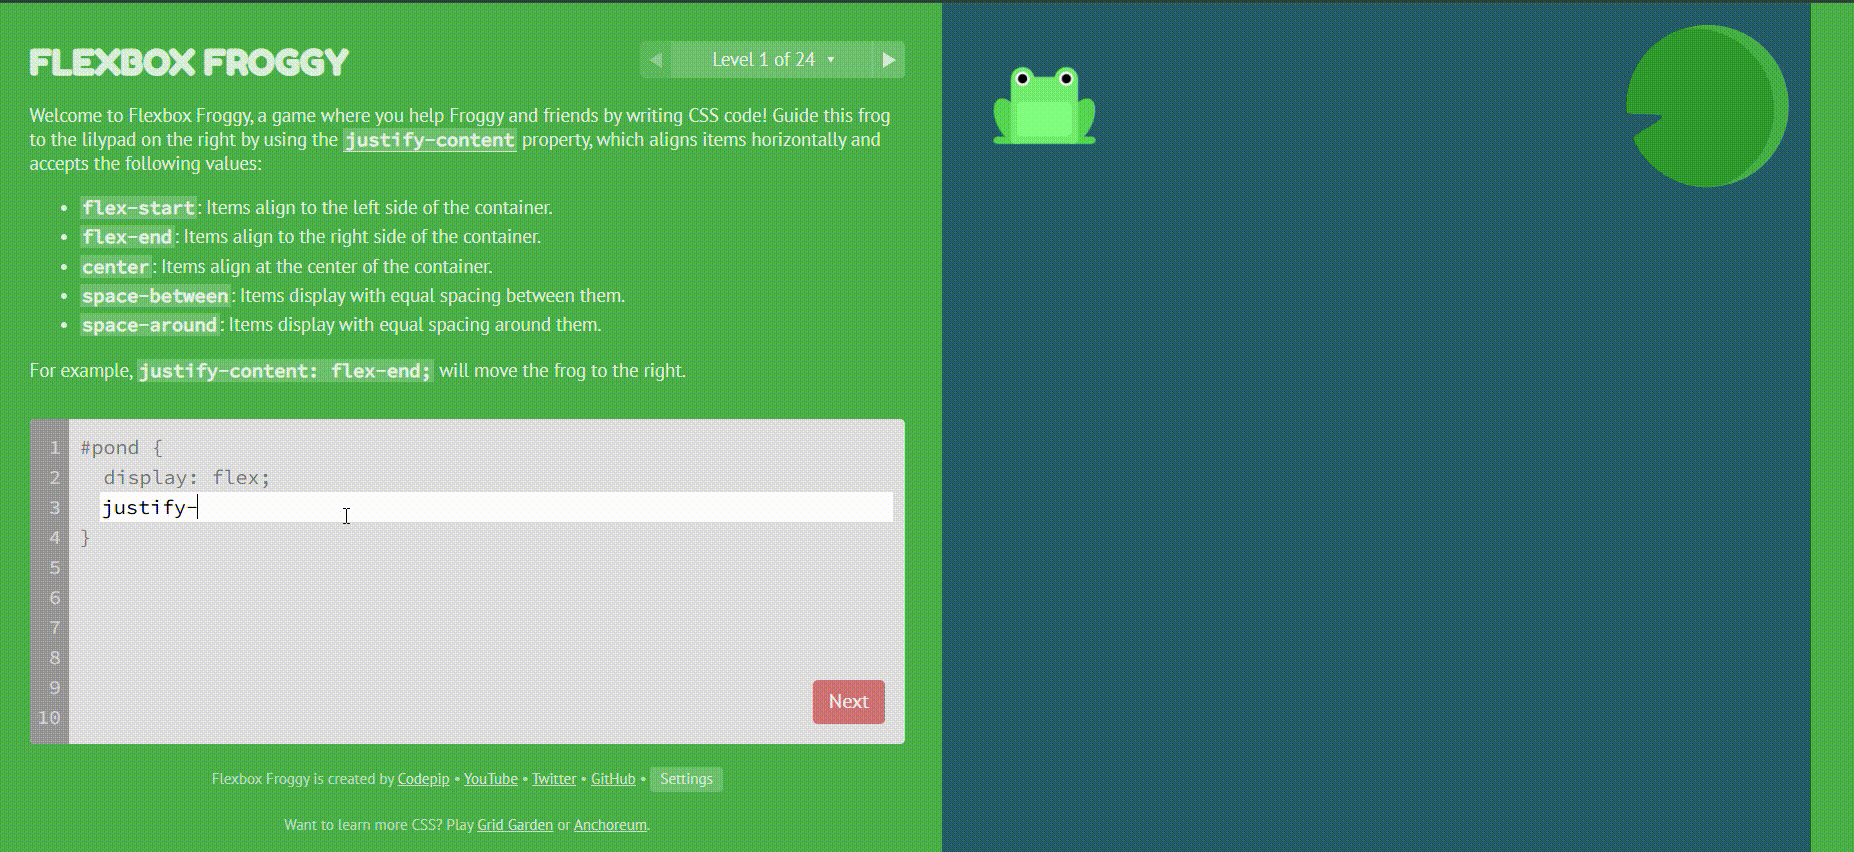 FLEXBOX FROGGY
Level 1 of 24
Welcome to Flexbox Froggy, a game where you help Froggy and friends by writing CSS code! Guide this frog
to the lilypad on the right by using the justify-content property, which aligns items horizontally and
accepts the following values:
• flex-start: Items align to the left side of the container.
• flex-end: Items align to the right side of the container.
• center: Items align at the center of the container.
• space-between: Items display with equal spacing between them.
• space-around: Items display with equal spacing around them.
For example, justify-content: flex-end; will move the frog to the right.
1 #pond {
2 display: flex;
3 justify-
4 }
5
6
7
8
9
10
Next
Flexbox Froggy is created by Codepip • YouTube • Twitter • GitHub • Settings
Want to learn more CSS? Play Grid Garden or Anchoreum.